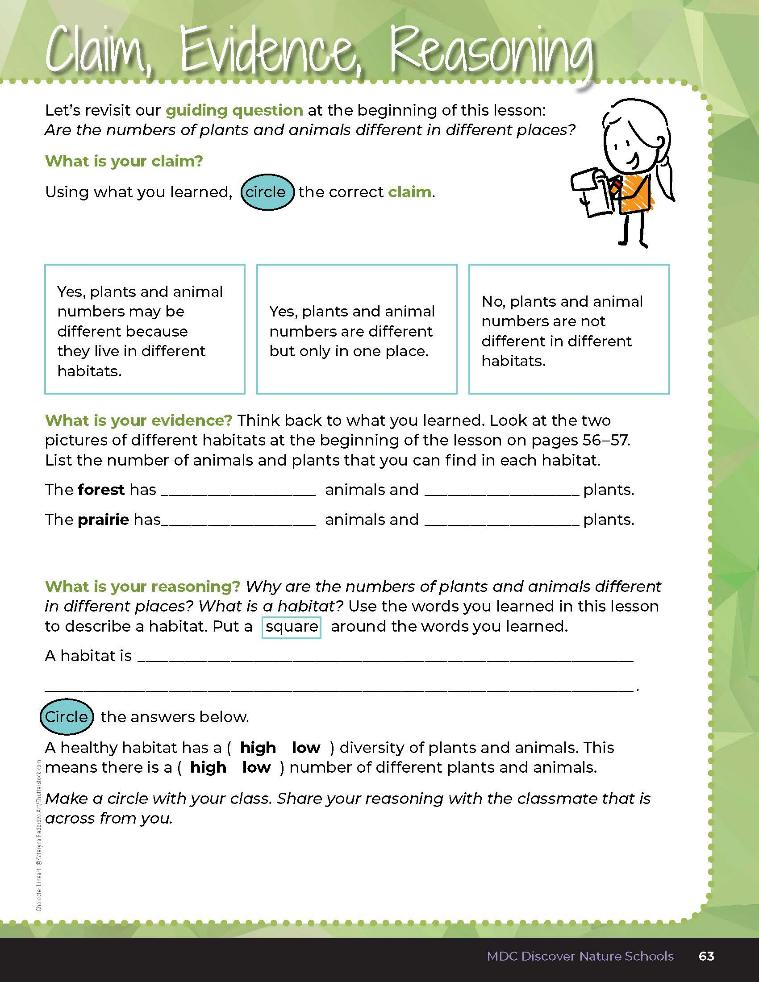 Claim, Evidence, Reasoning
Let's revisit our guiding question at the beginning of this lesson:
Are the numbers of plants and animals different in different places?
What is your claim?
Using what you learned, circle the correct claim.
Yes, plants and animal
numbers may be
different because
they live in different
habitats.
Yes, plants and animal
numbers are different
but only in one place.
No, plants and animal
numbers are not
different in different
habitats.
What is your evidence? Think back to what you learned. Look at the two
pictures of different habitats at the beginning of the lesson on pages 56–57.
List the number of animals and plants that you can find in each habitat.
The forest has __________________ animals and __________________ plants.
The prairie has__________________ animals and __________________ plants.
What is your reasoning? Why are the numbers of plants and animals different
in different places? What is a habitat? Use the words you learned in this lesson
to describe a habitat. Put a square around the words you learned.
A habitat is __________________________________________________________
_____________________________________________________________________.
Circle the answers below.
A healthy habitat has a ( high low ) diversity of plants and animals. This
means there is a ( high low ) number of different plants and animals.
Make a circle with your class. Share your reasoning with the classmate that is
across from you.
MDC Discover Nature Schools 63